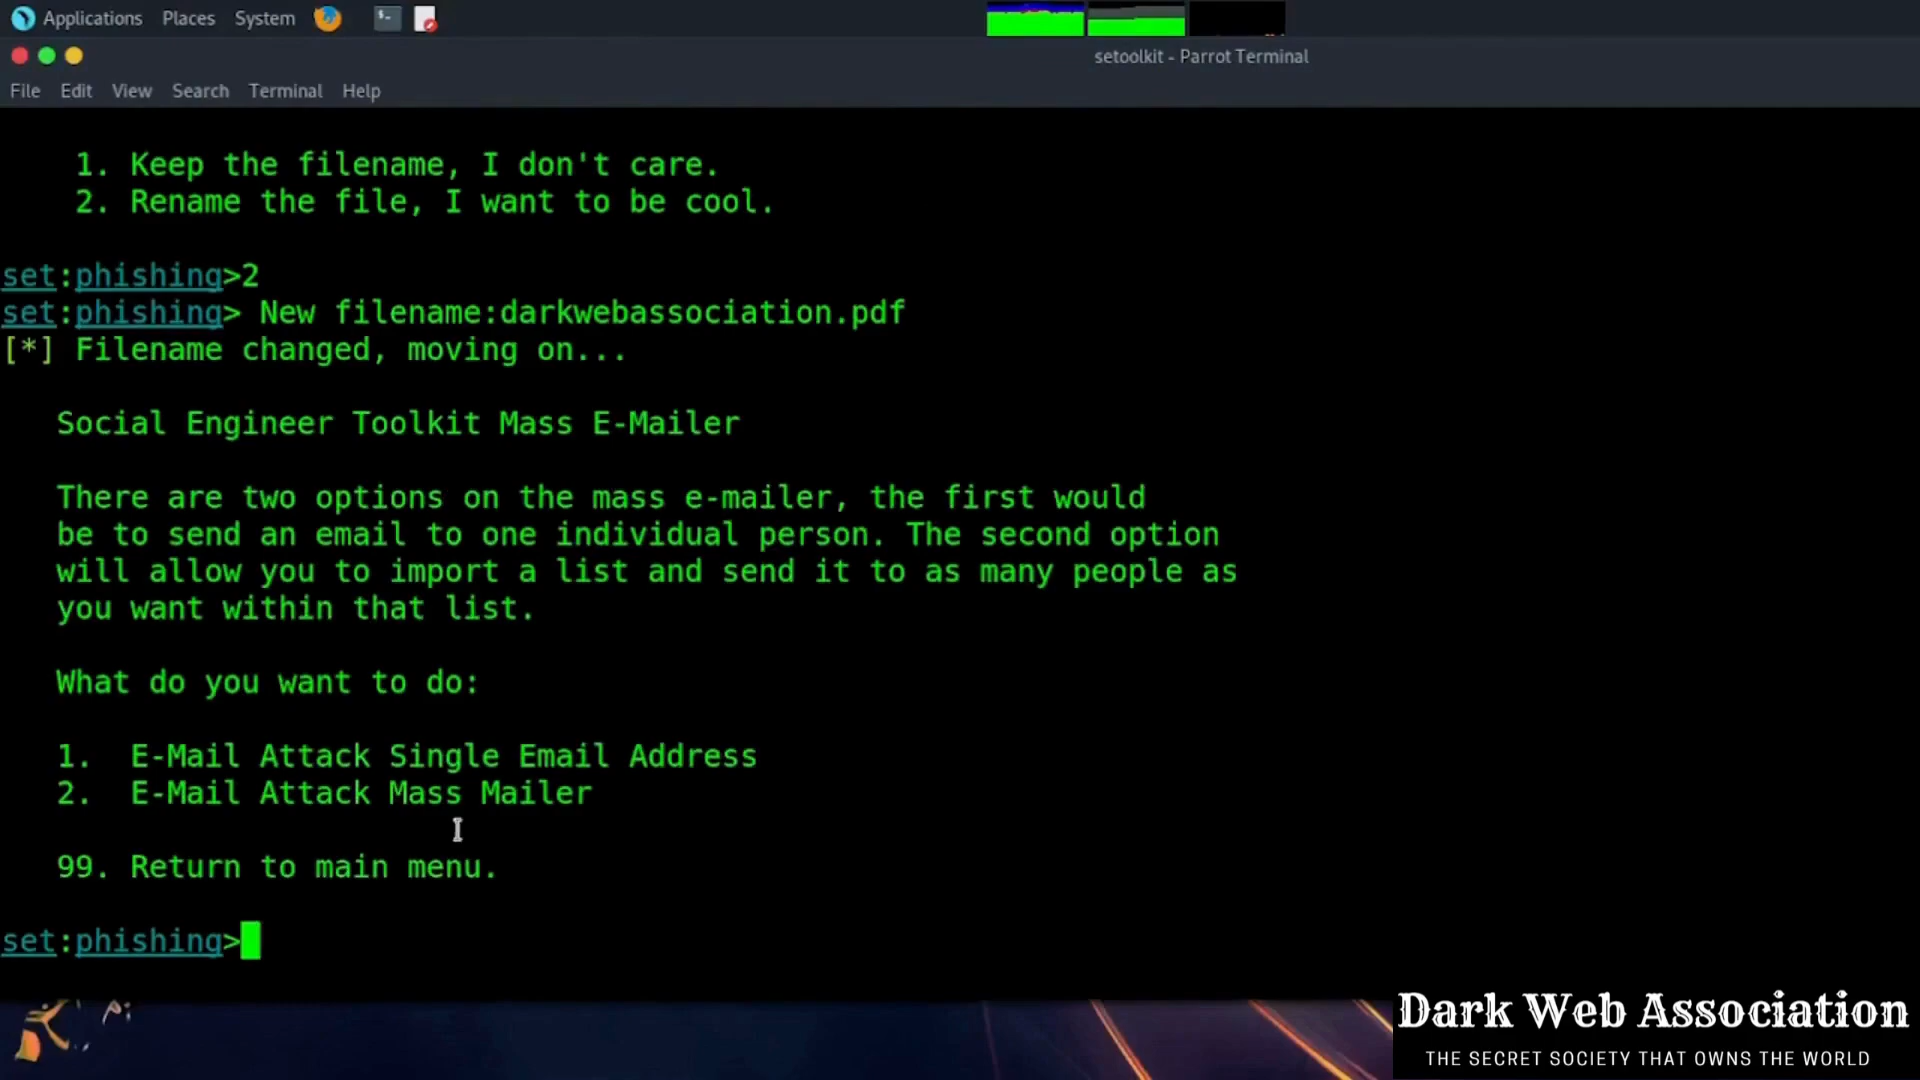 Applications Places System
setoolkit - Parrot Terminal
File Edit View Search Terminal Help
1. Keep the filename, I don't care.
2. Rename the file, I want to be cool.
set:phishing>2
set:phishing> New filename:darkwebassociation.pdf
[*] Filename changed, moving on...
Social Engineer Toolkit Mass E-Mailer
There are two options on the mass e-mailer, the first would
be to send an email to one individual person. The second option
will allow you to import a list and send it to as many people as
you want within that list.
What do you want to do:
1. E-Mail Attack Single Email Address
2. E-Mail Attack Mass Mailer
99. Return to main menu.
set:phishing>
Dark Web Association
THE SECRET SOCIETY THAT OWNS THE WORLD